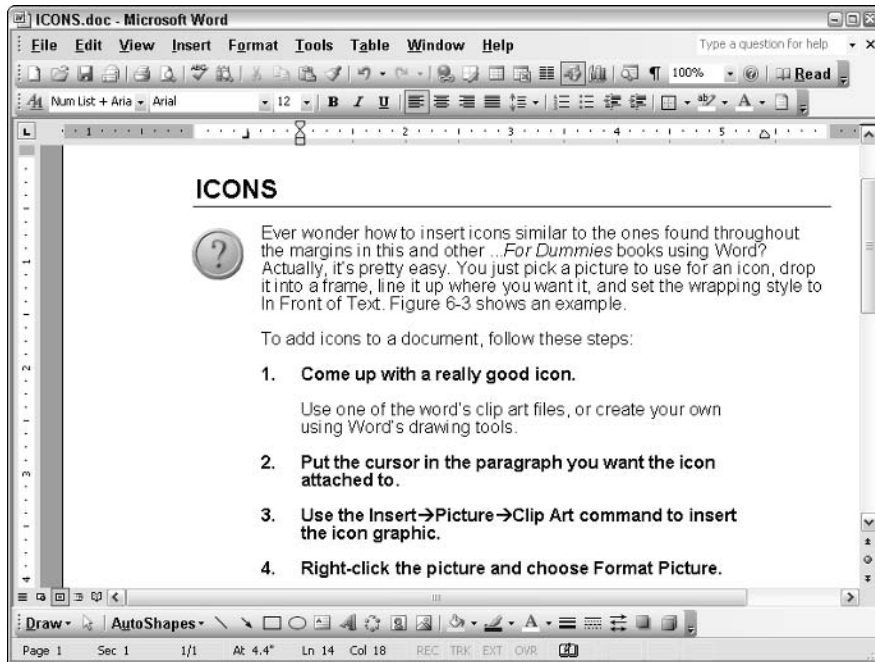 ICONS.doc - Microsoft Word
File Edit View Insert Format Tools Table Window Help Type a question for help
100% Read
Num List + Aria Arial 12 B I U
1 1 2 3 4 5
ICONS
Ever wonder how to insert icons similar to the ones found throughout
the margins in this and other ...For Dummies books using Word?
Actually, it's pretty easy. You just pick a picture to use for an icon, drop
it into a frame, line it up where you want it, and set the wrapping style to
In Front of Text. Figure 6-3 shows an example.
To add icons to a document, follow these steps:
1. Come up with a really good icon.
Use one of the word's clip art files, or create your own
using Word's drawing tools.
2. Put the cursor in the paragraph you want the icon
attached to.
3. Use the Insert→Picture→Clip Art command to insert
the icon graphic.
4. Right-click the picture and choose Format Picture.
Draw AutoShapes
Page 1 Sec 1 1/1 At 4.4" Ln 14 Col 18 REC TRK EXT OVR